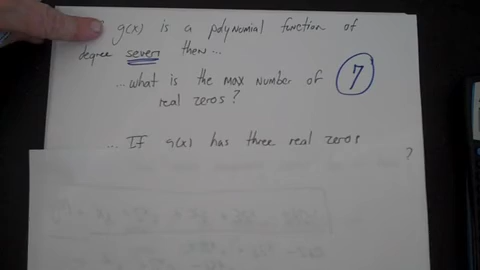 g(x) is a polynomial function of
degree seven then...
...what is the max number of
real zeros? 7
... If g(x) has three real zeros
?